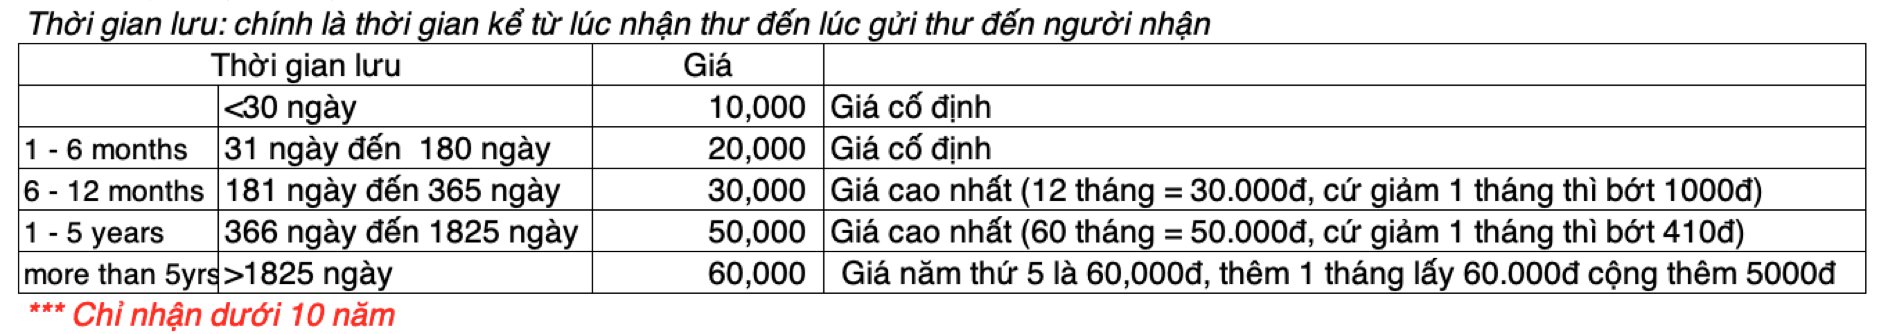 Thời gian lưu: chính là thời gian kể từ lúc nhận thư đến lúc gửi thư đến người nhận
Thời gian lưu Giá
<30 ngày 10,000 Giá cố định
1 - 6 months 31 ngày đến 180 ngày 20,000 Giá cố định
6 - 12 months 181 ngày đến 365 ngày 30,000 Giá cao nhất (12 tháng = 30.000đ, cứ giảm 1 tháng thì bớt 1000đ)
1 - 5 years 366 ngày đến 1825 ngày 50,000 Giá cao nhất (60 tháng = 50.000đ, cứ giảm 1 tháng thì bớt 410đ)
more than 5yrs >1825 ngày 60,000 Giá năm thứ 5 là 60,000đ, thêm 1 tháng lấy 60.000đ cộng thêm 5000đ
*** Chỉ nhận dưới 10 năm